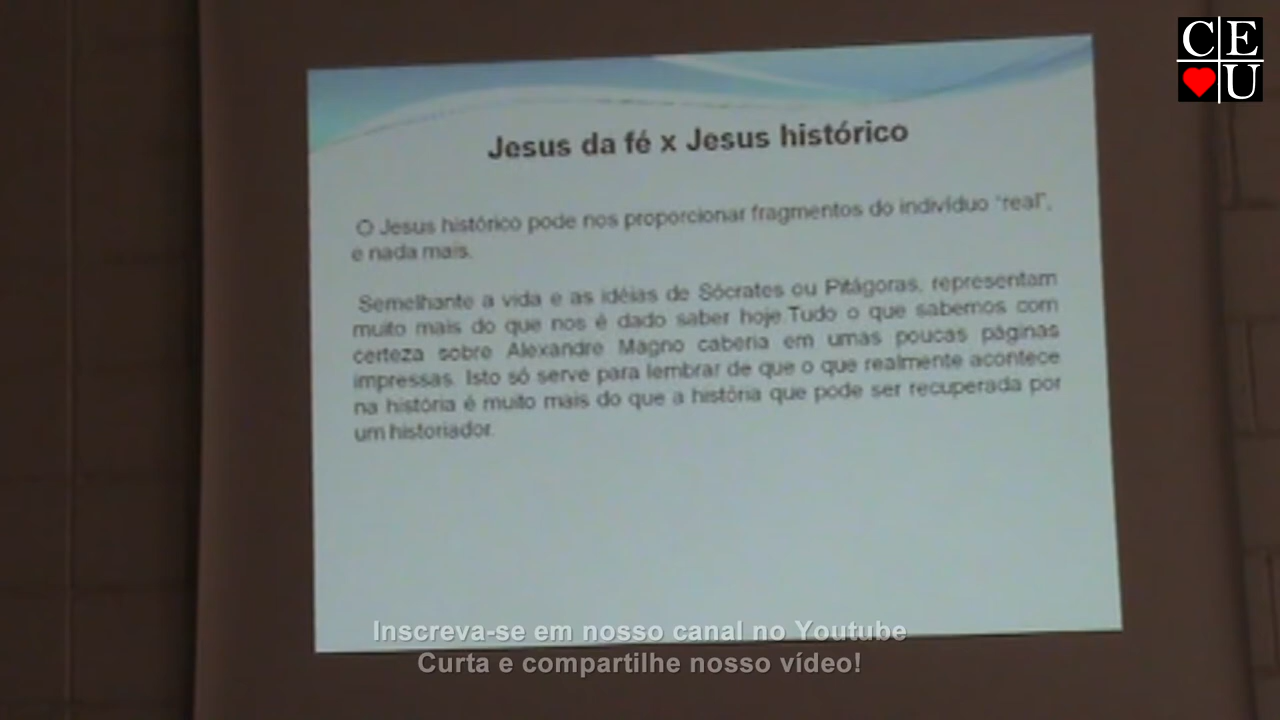 CE
U
Jesus da fé x Jesus histórico
O Jesus histórico pode nos proporcionar fragmentos do indivíduo "real",
e nada mais.
Semelhante a vida e as idéias de Sócrates ou Pitágoras, representam
muito mais do que nos é dado saber hoje.Tudo o que sabemos com
certeza sobre Alexandre Magno caberia em umas poucas páginas
impressas. Isto só serve para lembrar de que o que realmente acontece
na história é muito mais do que a história que pode ser recuperada por
um historiador.
Inscreva-se em nosso canal no Youtube
Curta e compartilhe nosso vídeo!